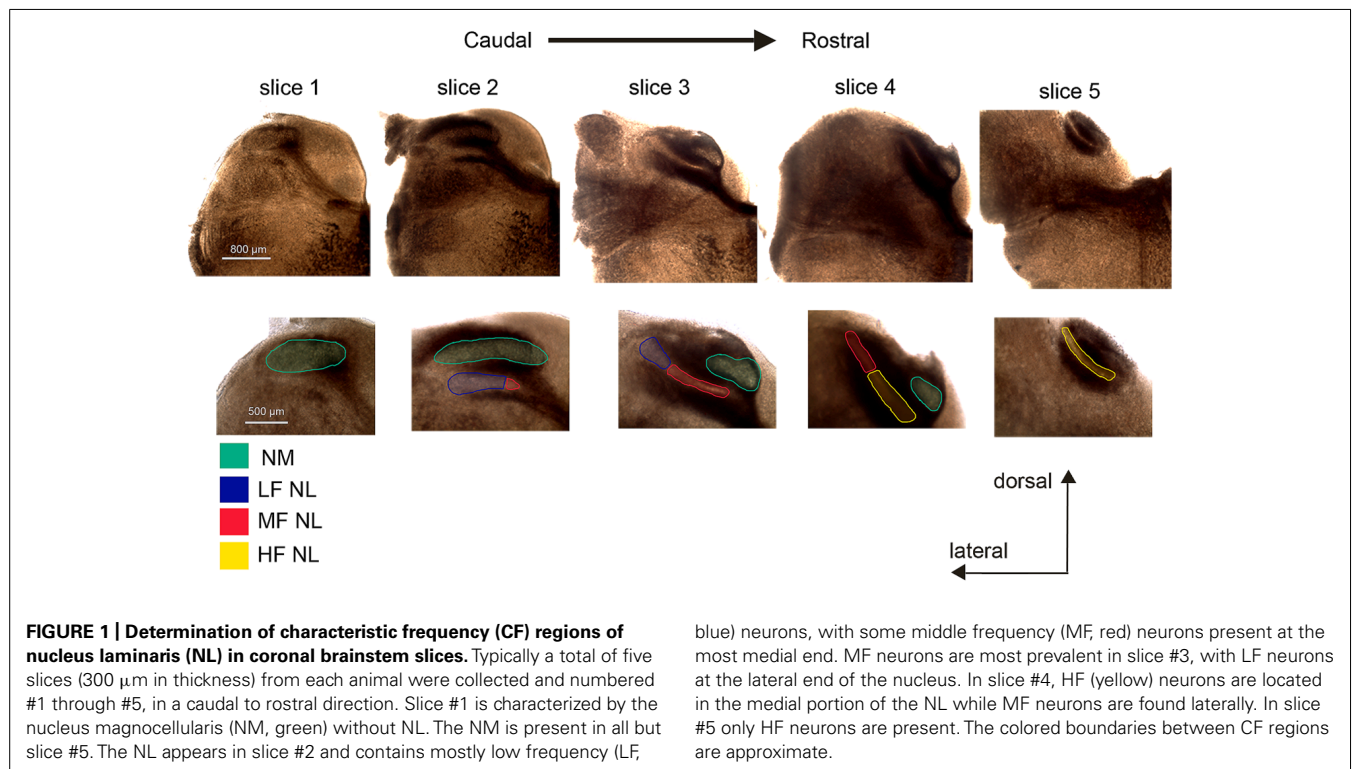 Caudal Rostral
slice 1 slice 2 slice 3 slice 4 slice 5
800 μm
500 μm
NM
LF NL
MF NL
HF NL
dorsal
lateral
FIGURE 1 | Determination of characteristic frequency (CF) regions of
nucleus laminaris (NL) in coronal brainstem slices. Typically a total of five
slices (300 μm in thickness) from each animal were collected and numbered
#1 through #5, in a caudal to rostral direction. Slice #1 is characterized by the
nucleus magnocellularis (NM, green) without NL. The NM is present in all but
slice #5. The NL appears in slice #2 and contains mostly low frequency (LF,
blue) neurons, with some middle frequency (MF, red) neurons present at the
most medial end. MF neurons are most prevalent in slice #3, with LF neurons
at the lateral end of the nucleus. In slice #4, HF (yellow) neurons are located
in the medial portion of the NL while MF neurons are found laterally. In slice
#5 only HF neurons are present. The colored boundaries between CF regions
are approximate.